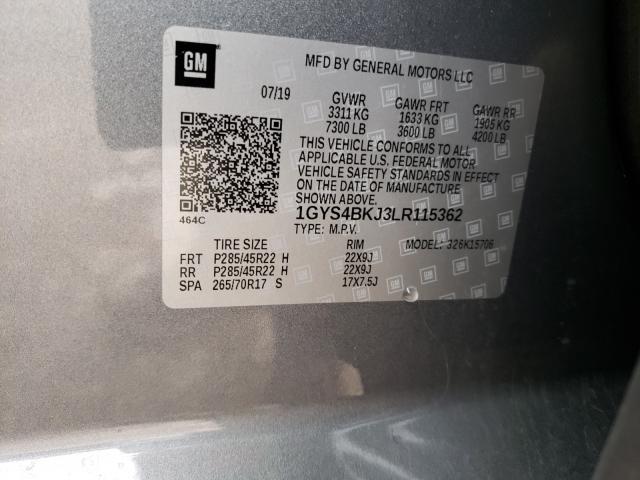 GM
MFD BY GENERAL MOTORS LLC
07/19 GVWR GAWR FRT GAWR RR
3311 KG 1633 KG 1905 KG
7300 LB 3600 LB 4200 LB
THIS VEHICLE CONFORMS TO ALL
APPLICABLE U.S. FEDERAL MOTOR
VEHICLE SAFETY STANDARDS IN EFFECT
ON THE DATE OF MANUFACTURE
SHOWN ABOVE.
464C 1GYS4BKJ3LR115362
TYPE: M.P.V. MODEL: 326K15706
TIRE SIZE RIM
FRT P285/45R22 H 22X9J
RR P285/45R22 H 22X9J
SPA 265/70R17 S 17X7.5J